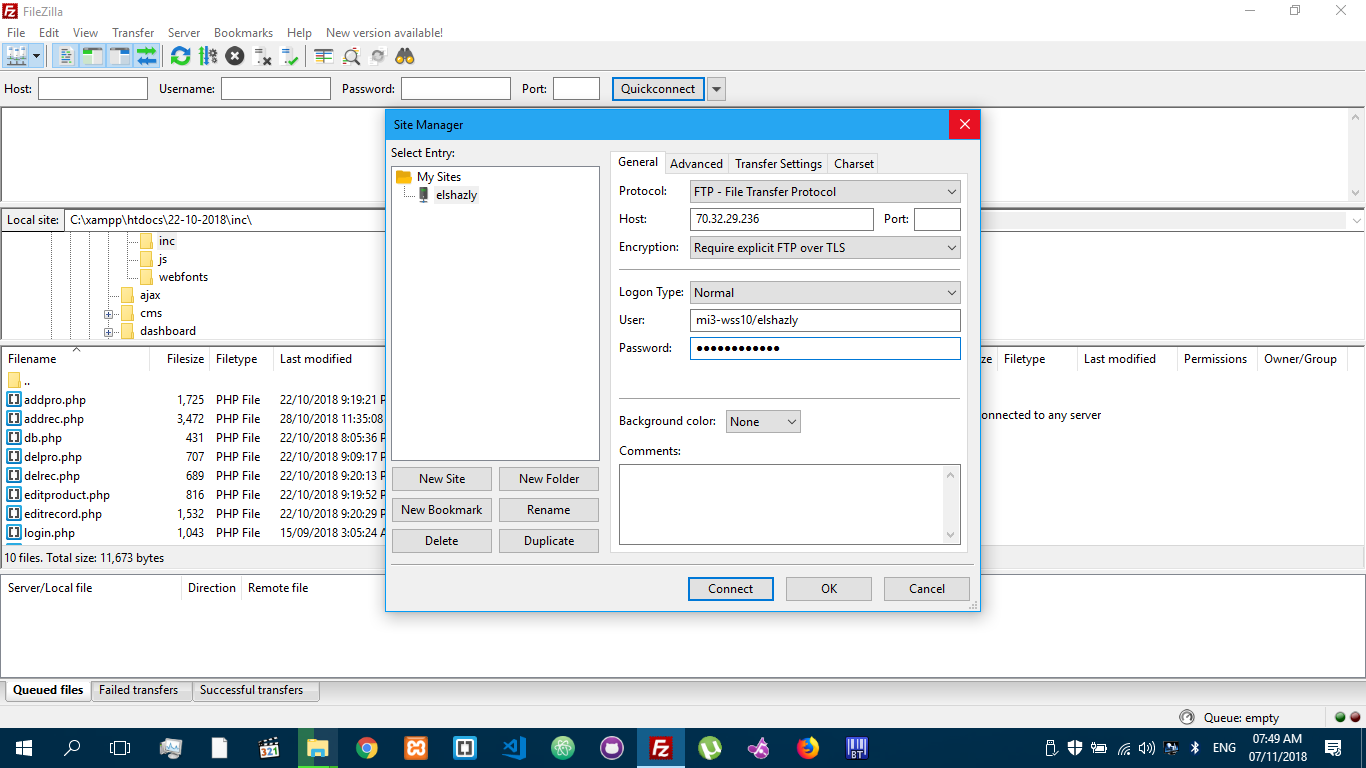 FileZilla
File Edit View Transfer Server Bookmarks Help New version available!
Host: Username: Password: Port: Quickconnect
Site Manager
Select Entry:
My Sites
elshazly
New Site New Folder
New Bookmark Rename
Delete Duplicate
General Advanced Transfer Settings Charset
Protocol: FTP - File Transfer Protocol
Host: 70.32.29.236 Port:
Encryption: Require explicit FTP over TLS
Logon Type: Normal
User: mi3-wss10/elshazly
Password: ●●●●●●●●●●●●
Background color: None
Comments:
Connect OK Cancel
Local site: C:\xampp\htdocs\22-10-2018\inc\
inc
js
webfonts
ajax
cms
dashboard
Filename Filesize Filetype Last modified
..
addpro.php 1,725 PHP File 22/10/2018 9:19:21 P
addrec.php 3,472 PHP File 28/10/2018 11:35:08
db.php 431 PHP File 22/10/2018 8:05:36 P
delpro.php 707 PHP File 22/10/2018 9:09:17 P
delrec.php 689 PHP File 22/10/2018 9:20:13 P
editproduct.php 816 PHP File 22/10/2018 9:19:52 P
editrecord.php 1,532 PHP File 22/10/2018 9:20:29 P
login.php 1,043 PHP File 15/09/2018 3:05:24 A
10 files. Total size: 11,673 bytes
ze Filetype Last modified Permissions Owner/Group
onnected to any server
Server/Local file Direction Remote file
Queued files Failed transfers Successful transfers
Queue: empty
321
BT
ENG
07:49 AM
07/11/2018